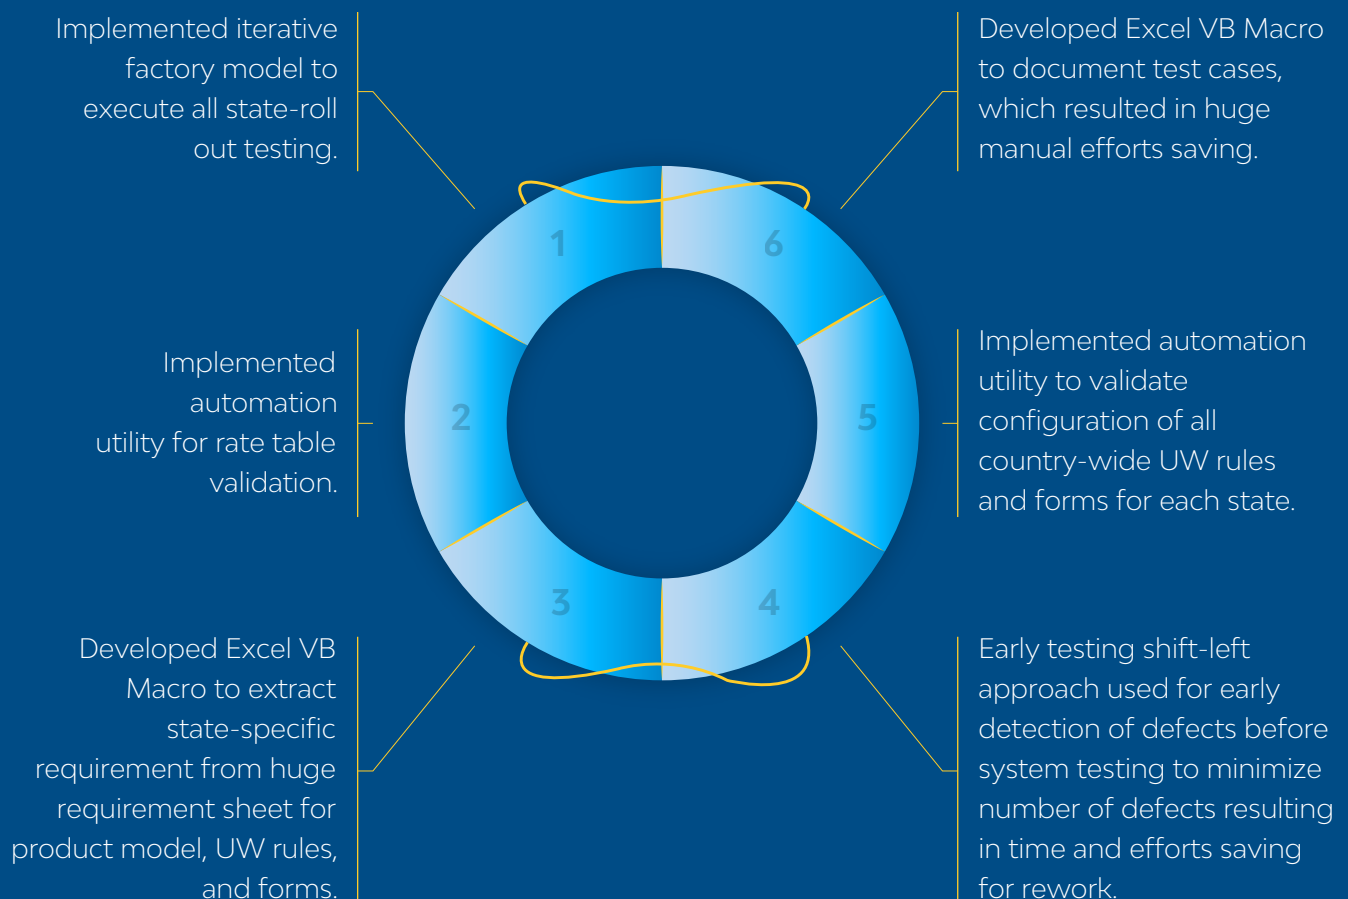 Implemented iterative
factory model to
execute all state-roll
out testing.
Developed Excel VB Macro
to document test cases,
which resulted in huge
manual efforts saving.
1
6
Implemented
automation
utility for rate table
validation.
2
5
Implemented automation
utility to validate
configuration of all
country-wide UW rules
and forms for each state.
3
4
Developed Excel VB
Macro to extract
state-specific
requirement from huge
requirement sheet for
product model, UW rules,
and forms.
Early testing shift-left
approach used for early
detection of defects before
system testing to minimize
number of defects resulting
in time and efforts saving
for rework.